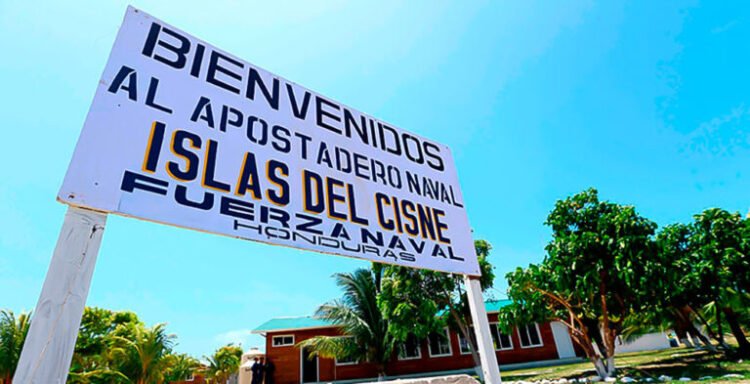 BIENVENIDOS
AL APOSTADERO NAVAL
ISLAS DEL CISNE
FUERZA NAVAL
HONDURAS